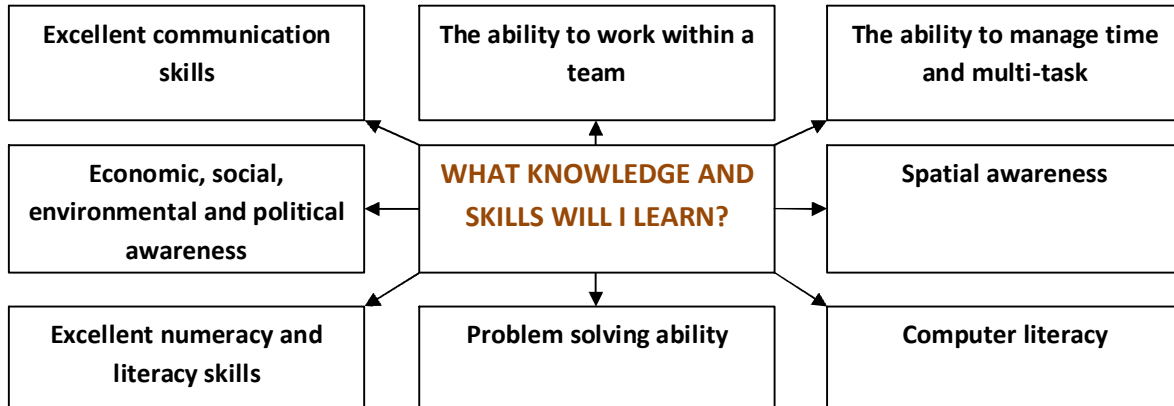 Excellent communication
skills
The ability to work within a
team
The ability to manage time
and multi-task
Economic, social,
environmental and political
awareness
WHAT KNOWLEDGE AND
SKILLS WILL I LEARN?
Spatial awareness
Excellent numeracy and
literacy skills
Problem solving ability
Computer literacy